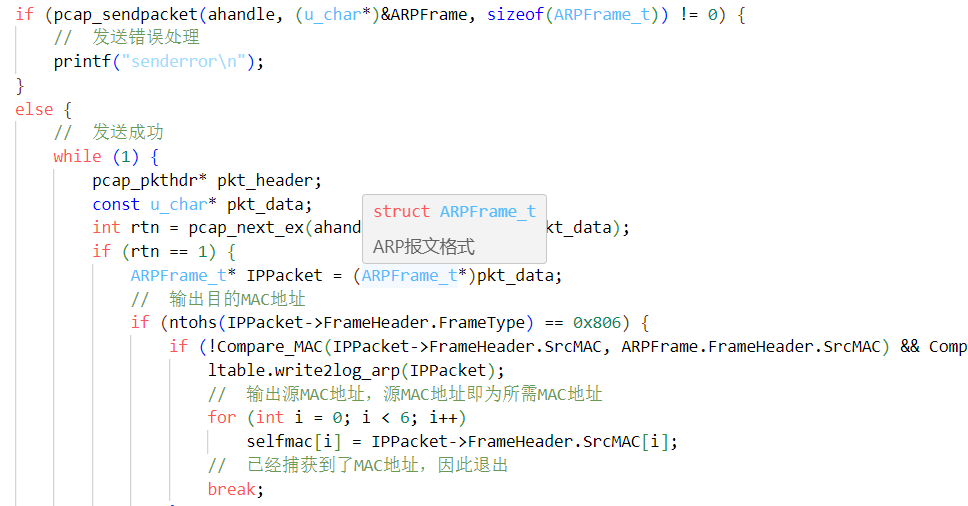 if (pcap_sendpacket(ahandle, (u_char*)&ARPFrame, sizeof(ARPFrame_t)) != 0) {
// 发送错误处理
printf("senderror\n");
}
else {
// 发送成功
while (1) {
pcap_pkthdr* pkt_header;
const u_char* pkt_data;
struct ARPFrame_t
int rtn = pcap_next_ex(ahand kt_data);
ARP报文格式
if (rtn == 1) {
ARPFrame_t* IPPacket = (ARPFrame_t*)pkt_data;
// 输出目的MAC地址
if (ntohs(IPPacket->FrameHeader.FrameType) == 0x806) {
if (!Compare_MAC(IPPacket->FrameHeader.SrcMAC, ARPFrame.FrameHeader.SrcMAC) && Comp
ltable.write2log_arp(IPPacket);
// 输出源MAC地址，源MAC地址即为所需MAC地址
for (int i = 0; i < 6; i++)
selfmac[i] = IPPacket->FrameHeader.SrcMAC[i];
// 已经捕获到了MAC地址，因此退出
break;